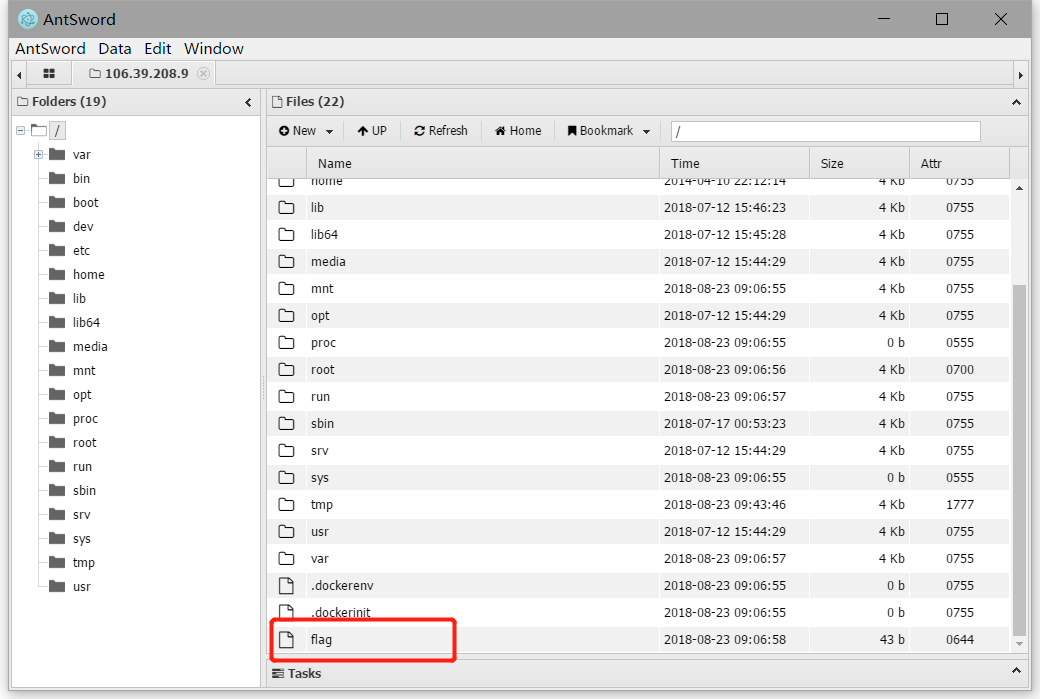 AntSword
AntSword Data Edit Window
106.39.208.9
Folders (19)
/
var
bin
boot
dev
etc
home
lib
lib64
media
mnt
opt
proc
root
run
sbin
srv
sys
tmp
usr
Files (22)
New UP Refresh Home Bookmark /
Name Time Size Attr
home 2014-04-10 22:12:14 4 Kb 0755
lib 2018-07-12 15:46:23 4 Kb 0755
lib64 2018-07-12 15:45:28 4 Kb 0755
media 2018-07-12 15:44:29 4 Kb 0755
mnt 2018-08-23 09:06:55 4 Kb 0755
opt 2018-07-12 15:44:29 4 Kb 0755
proc 2018-08-23 09:06:55 0 b 0555
root 2018-08-23 09:06:56 4 Kb 0700
run 2018-08-23 09:06:57 4 Kb 0755
sbin 2018-07-17 00:53:23 4 Kb 0755
srv 2018-07-12 15:44:29 4 Kb 0755
sys 2018-08-23 09:06:55 0 b 0555
tmp 2018-08-23 09:43:46 4 Kb 1777
usr 2018-07-12 15:44:29 4 Kb 0755
var 2018-08-23 09:06:57 4 Kb 0755
.dockerenv 2018-08-23 09:06:55 0 b 0755
.dockerinit 2018-08-23 09:06:55 0 b 0755
flag 2018-08-23 09:06:58 43 b 0644
Tasks